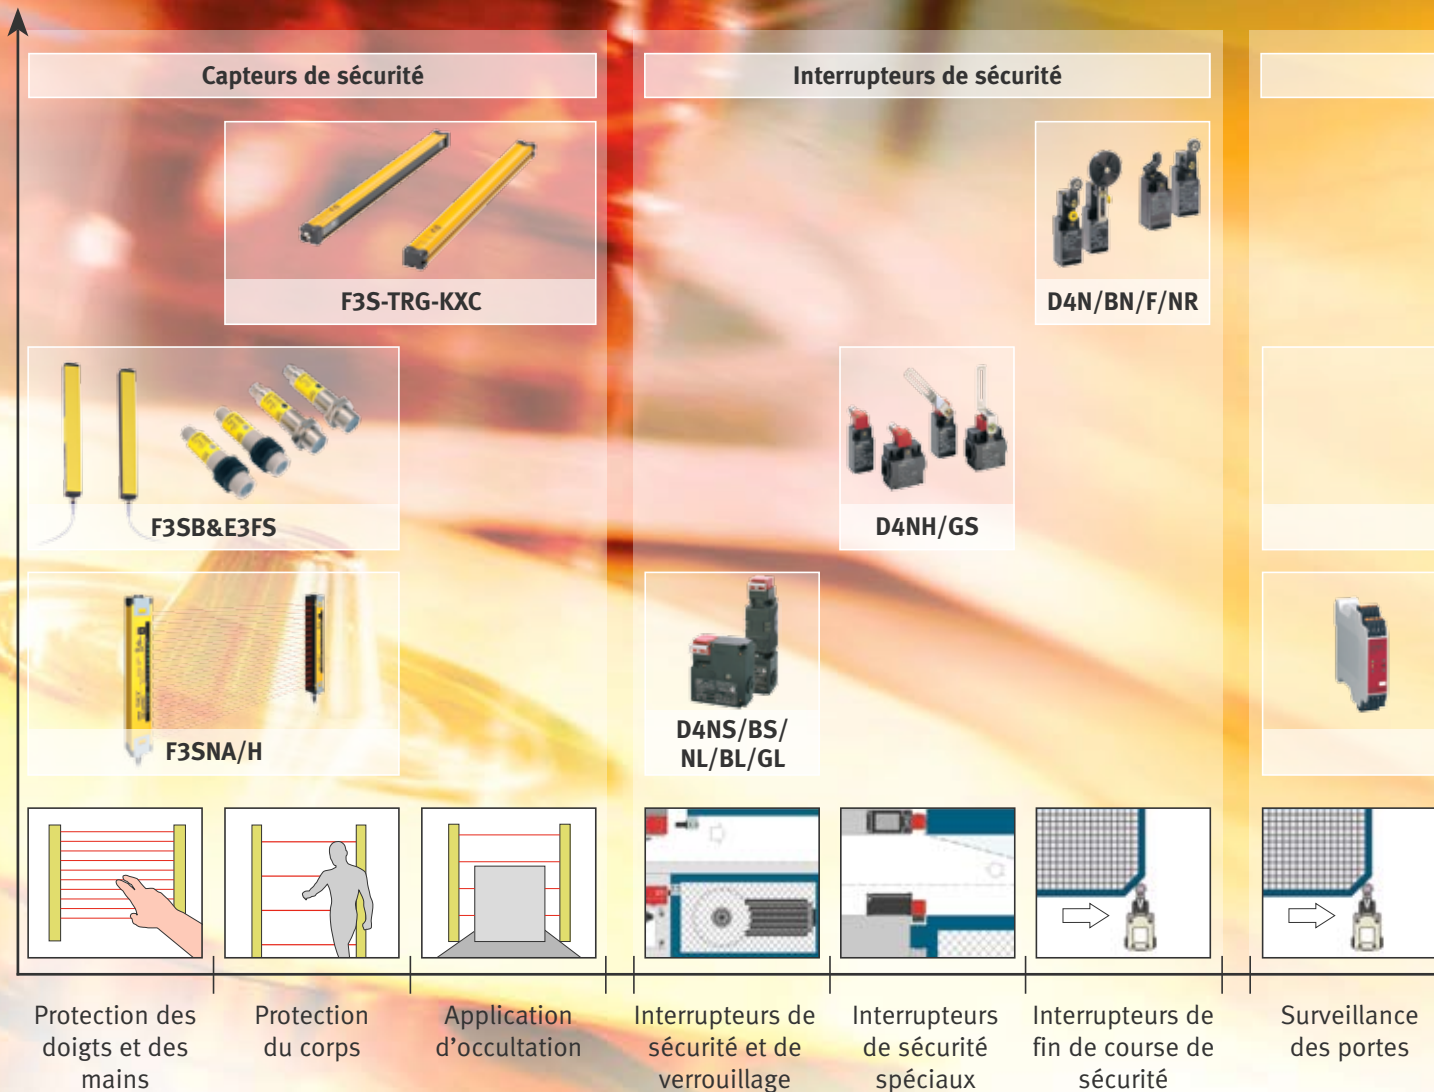 Capteurs de sécurité
Interrupteurs de sécurité
F3S-TRG-KXC
D4N/BN/F/NR
F3SB&E3FS
D4NH/GS
F3SNA/H
D4NS/BS/
NL/BL/GL
Protection des
doigts et des
mains
Protection
du corps
Application
d'occultation
Interrupteurs de
sécurité et de
verrouillage
Interrupteurs
de sécurité
spéciaux
Interrupteurs de
fin de course de
sécurité
Surveillance
des portes